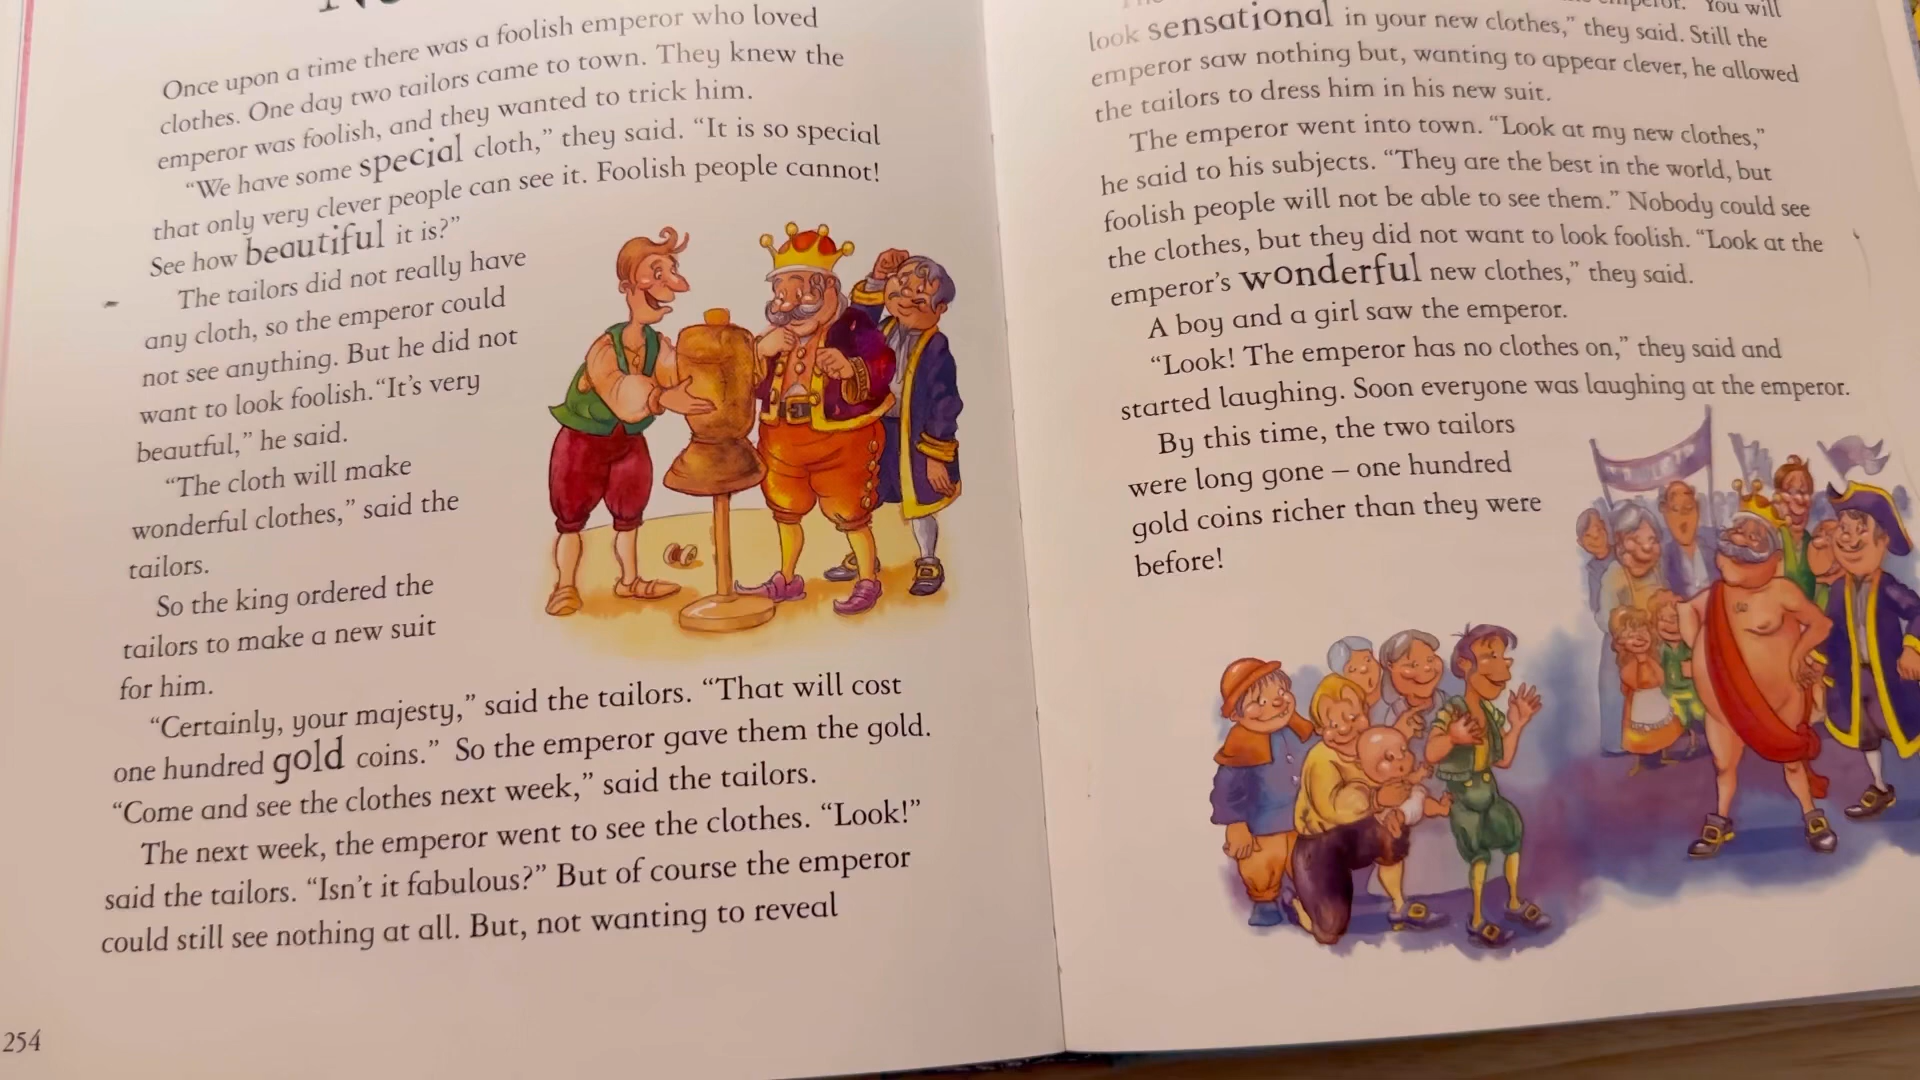 Once upon a time there was a foolish emperor who loved
clothes. One day two tailors came to town. They knew the
emperor was foolish, and they wanted to trick him.
“We have some special cloth,” they said. “It is so special
that only very clever people can see it. Foolish people cannot!
See how beautiful it is?”
The tailors did not really have
any cloth, so the emperor could
not see anything. But he did not
want to look foolish.“It’s very
beautful,” he said.
“The cloth will make
wonderful clothes,” said the
tailors.
So the king ordered the
tailors to make a new suit
for him.
“Certainly, your majesty,” said the tailors. “That will cost
one hundred gold coins.” So the emperor gave them the gold.
“Come and see the clothes next week,” said the tailors.
The next week, the emperor went to see the clothes. “Look!”
said the tailors. “Isn’t it fabulous?” But of course the emperor
could still see nothing at all. But, not wanting to reveal
254
emperor. “You will
look sensational in your new clothes,” they said. Still the
emperor saw nothing but, wanting to appear clever, he allowed
the tailors to dress him in his new suit.
The emperor went into town. “Look at my new clothes,”
he said to his subjects. “They are the best in the world, but
foolish people will not be able to see them.” Nobody could see
the clothes, but they did not want to look foolish. “Look at the
emperor’s wonderful new clothes,” they said.
A boy and a girl saw the emperor.
“Look! The emperor has no clothes on,” they said and
started laughing. Soon everyone was laughing at the emperor.
By this time, the two tailors
were long gone – one hundred
gold coins richer than they were
before!